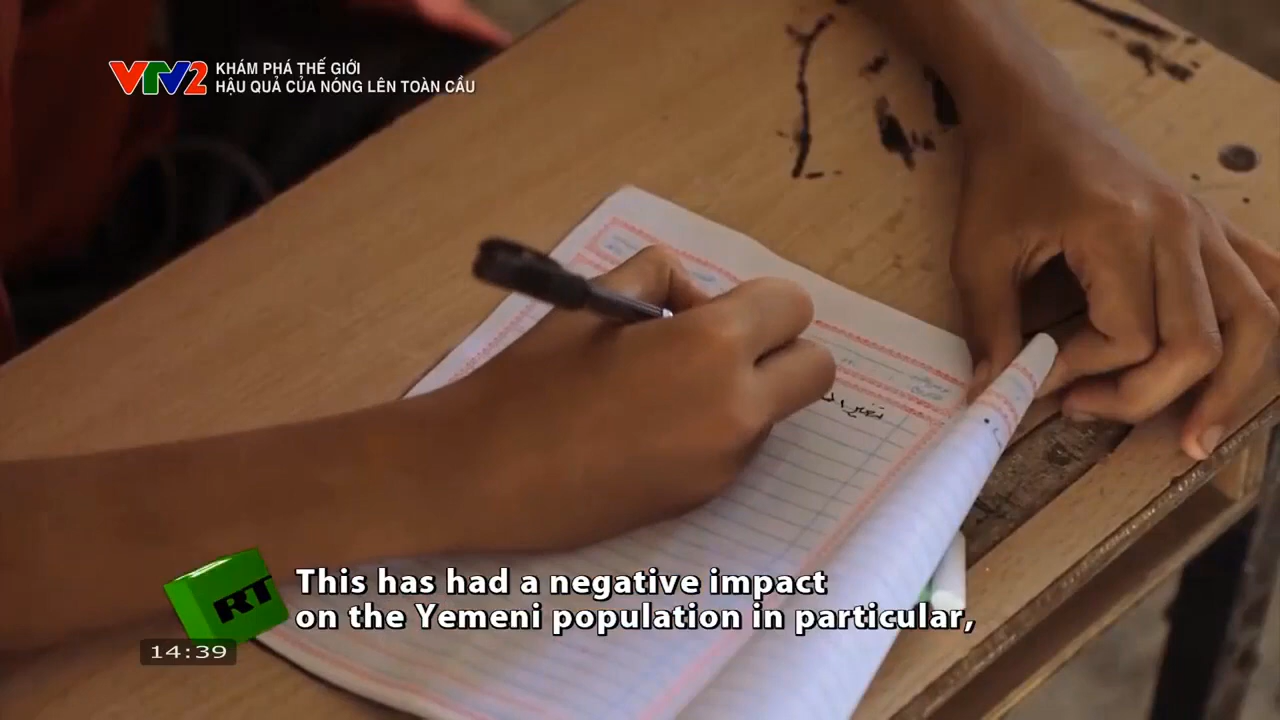 VTV2
KHÁM PHÁ THẾ GIỚI
HẬU QUẢ CỦA NÓNG LÊN TOÀN CẦU
This has had a negative impact
on the Yemeni population in particular,
RT
14:39